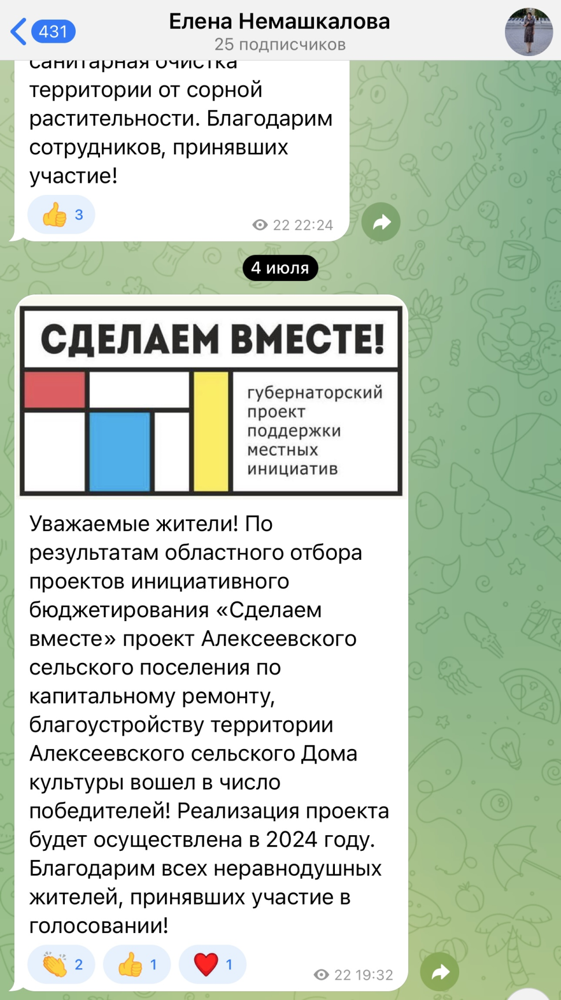 431
Елена Немашкалова
25 подписчиков
санитарная очистка
территории от сорной
растительности. Благодарим
сотрудников, принявших
участие!
3
22 22:24
4 июля
СДЕЛАЕМ ВМЕСТЕ!
губернаторский
проект
поддержки
местных
инициатив
Уважаемые жители! По
результатам областного отбора
проектов инициативного
бюджетирования «Сделаем
вместе» проект Алексеевского
сельского поселения по
капитальному ремонту,
благоустройству территории
Алексеевского сельского Дома
культуры вошел в число
победителей! Реализация проекта
будет осуществлена в 2024 году.
Благодарим всех неравнодушных
жителей, принявших участие в
голосовании!
2 1 1
22 19:32